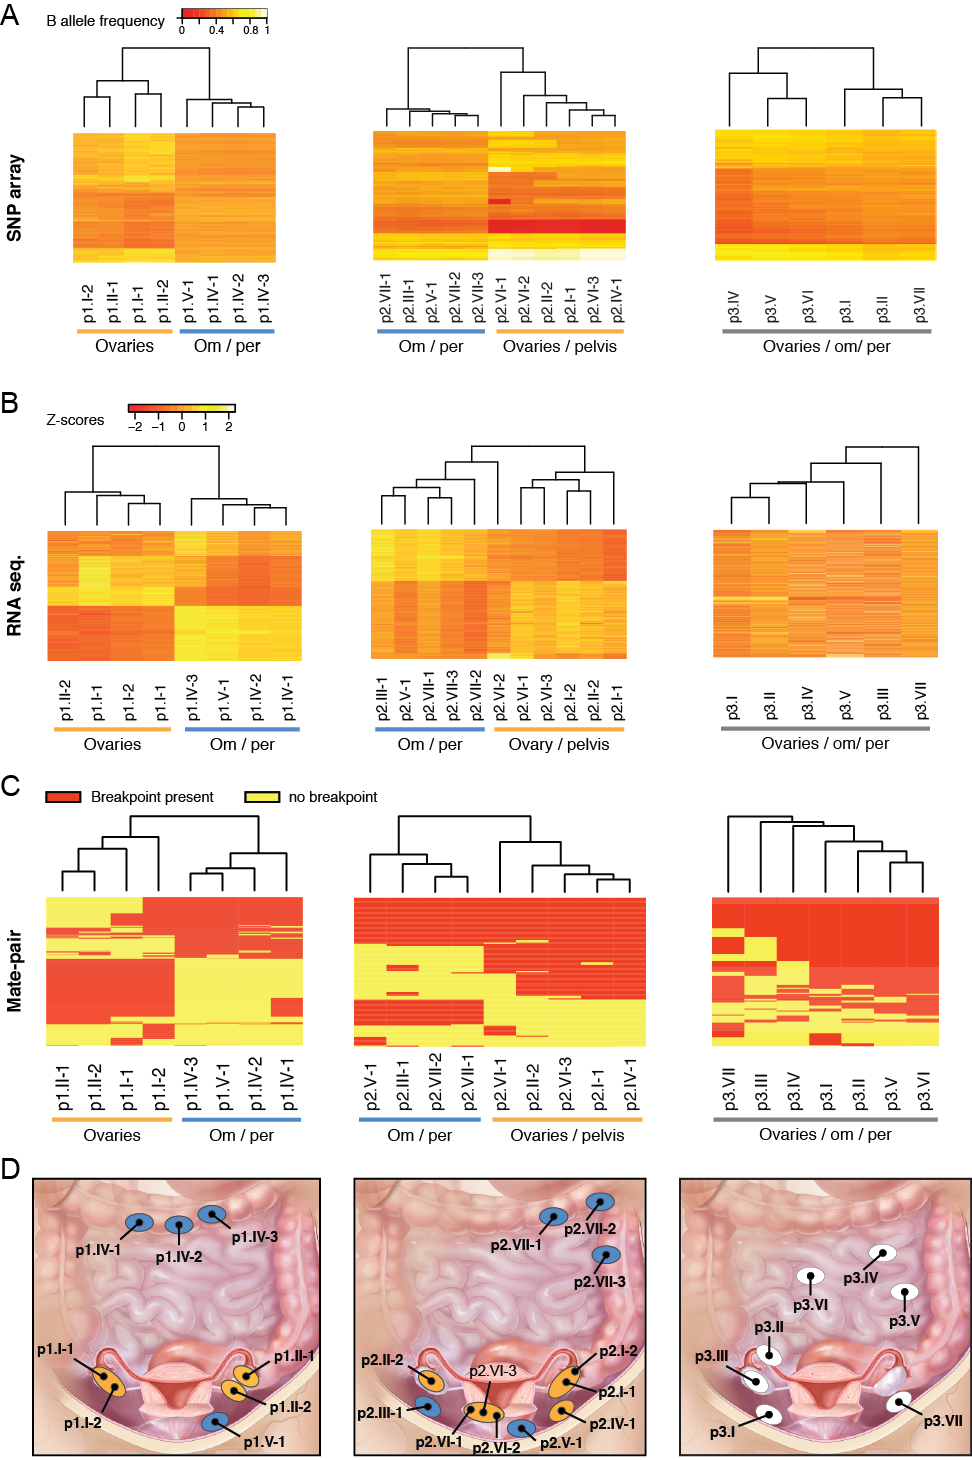 A
B allele frequency
0 0.4 0.8 1
SNP array
p1.I-2 p1.II-1 p1.I-1 p1.II-2 p1.V-1 p1.IV-1 p1.IV-2 p1.IV-3
Ovaries Om / per
p2.VII-1 p2.III-1 p2.V-1 p2.VII-2 p2.VII-3 p2.VI-1 p2.VI-2 p2.II-2 p2.I-1 p2.VI-3 p2.IV-1
Om / per Ovaries / pelvis
p3.IV p3.V p3.VI p3.I p3.II p3.VII
Ovaries / om/ per
B
Z-scores
−2 −1 0 1 2
RNA seq.
p1.II-2 p1.I-1 p1.I-2 p1.I-1 p1.IV-3 p1.V-1 p1.IV-2 p1.IV-1
Ovaries Om / per
p2.III-1 p2.V-1 p2.VII-1 p2.VII-3 p2.VII-2 p2.VI-2 p2.VI-1 p2.VI-3 p2.I-2 p2.II-2 p2.I-1
Om / per Ovary / pelvis
p3.I p3.II p3.IV p3.V p3.III p3.VII
Ovaries / om/ per
C
Breakpoint present no breakpoint
Mate-pair
p1.II-1 p1.II-2 p1.I-1 p1.I-2 p1.IV-3 p1.V-1 p1.IV-2 p1.IV-1
Ovaries Om / per
p2.V-1 p2.III-1 p2.VII-2 p2.VII-1 p2.VI-1 p2.II-2 p2.VI-3 p2.I-1 p2.IV-1
Om / per Ovaries / pelvis
p3.VII p3.III p3.IV p3.I p3.II p3.V p3.VI
Ovaries / om / per
D
p1.IV-1
p1.IV-2
p1.IV-3
p1.I-1
p1.II-1
p1.I-2
p1.II-2
p1.V-1
p2.VII-1
p2.VII-2
p2.VII-3
p2.II-2
p2.VI-3
p2.I-2
p2.I-1
p2.III-1
p2.IV-1
p2.VI-1
p2.VI-2
p2.V-1
p3.IV
p3.VI
p3.V
p3.II
p3.III
p3.I
p3.VII